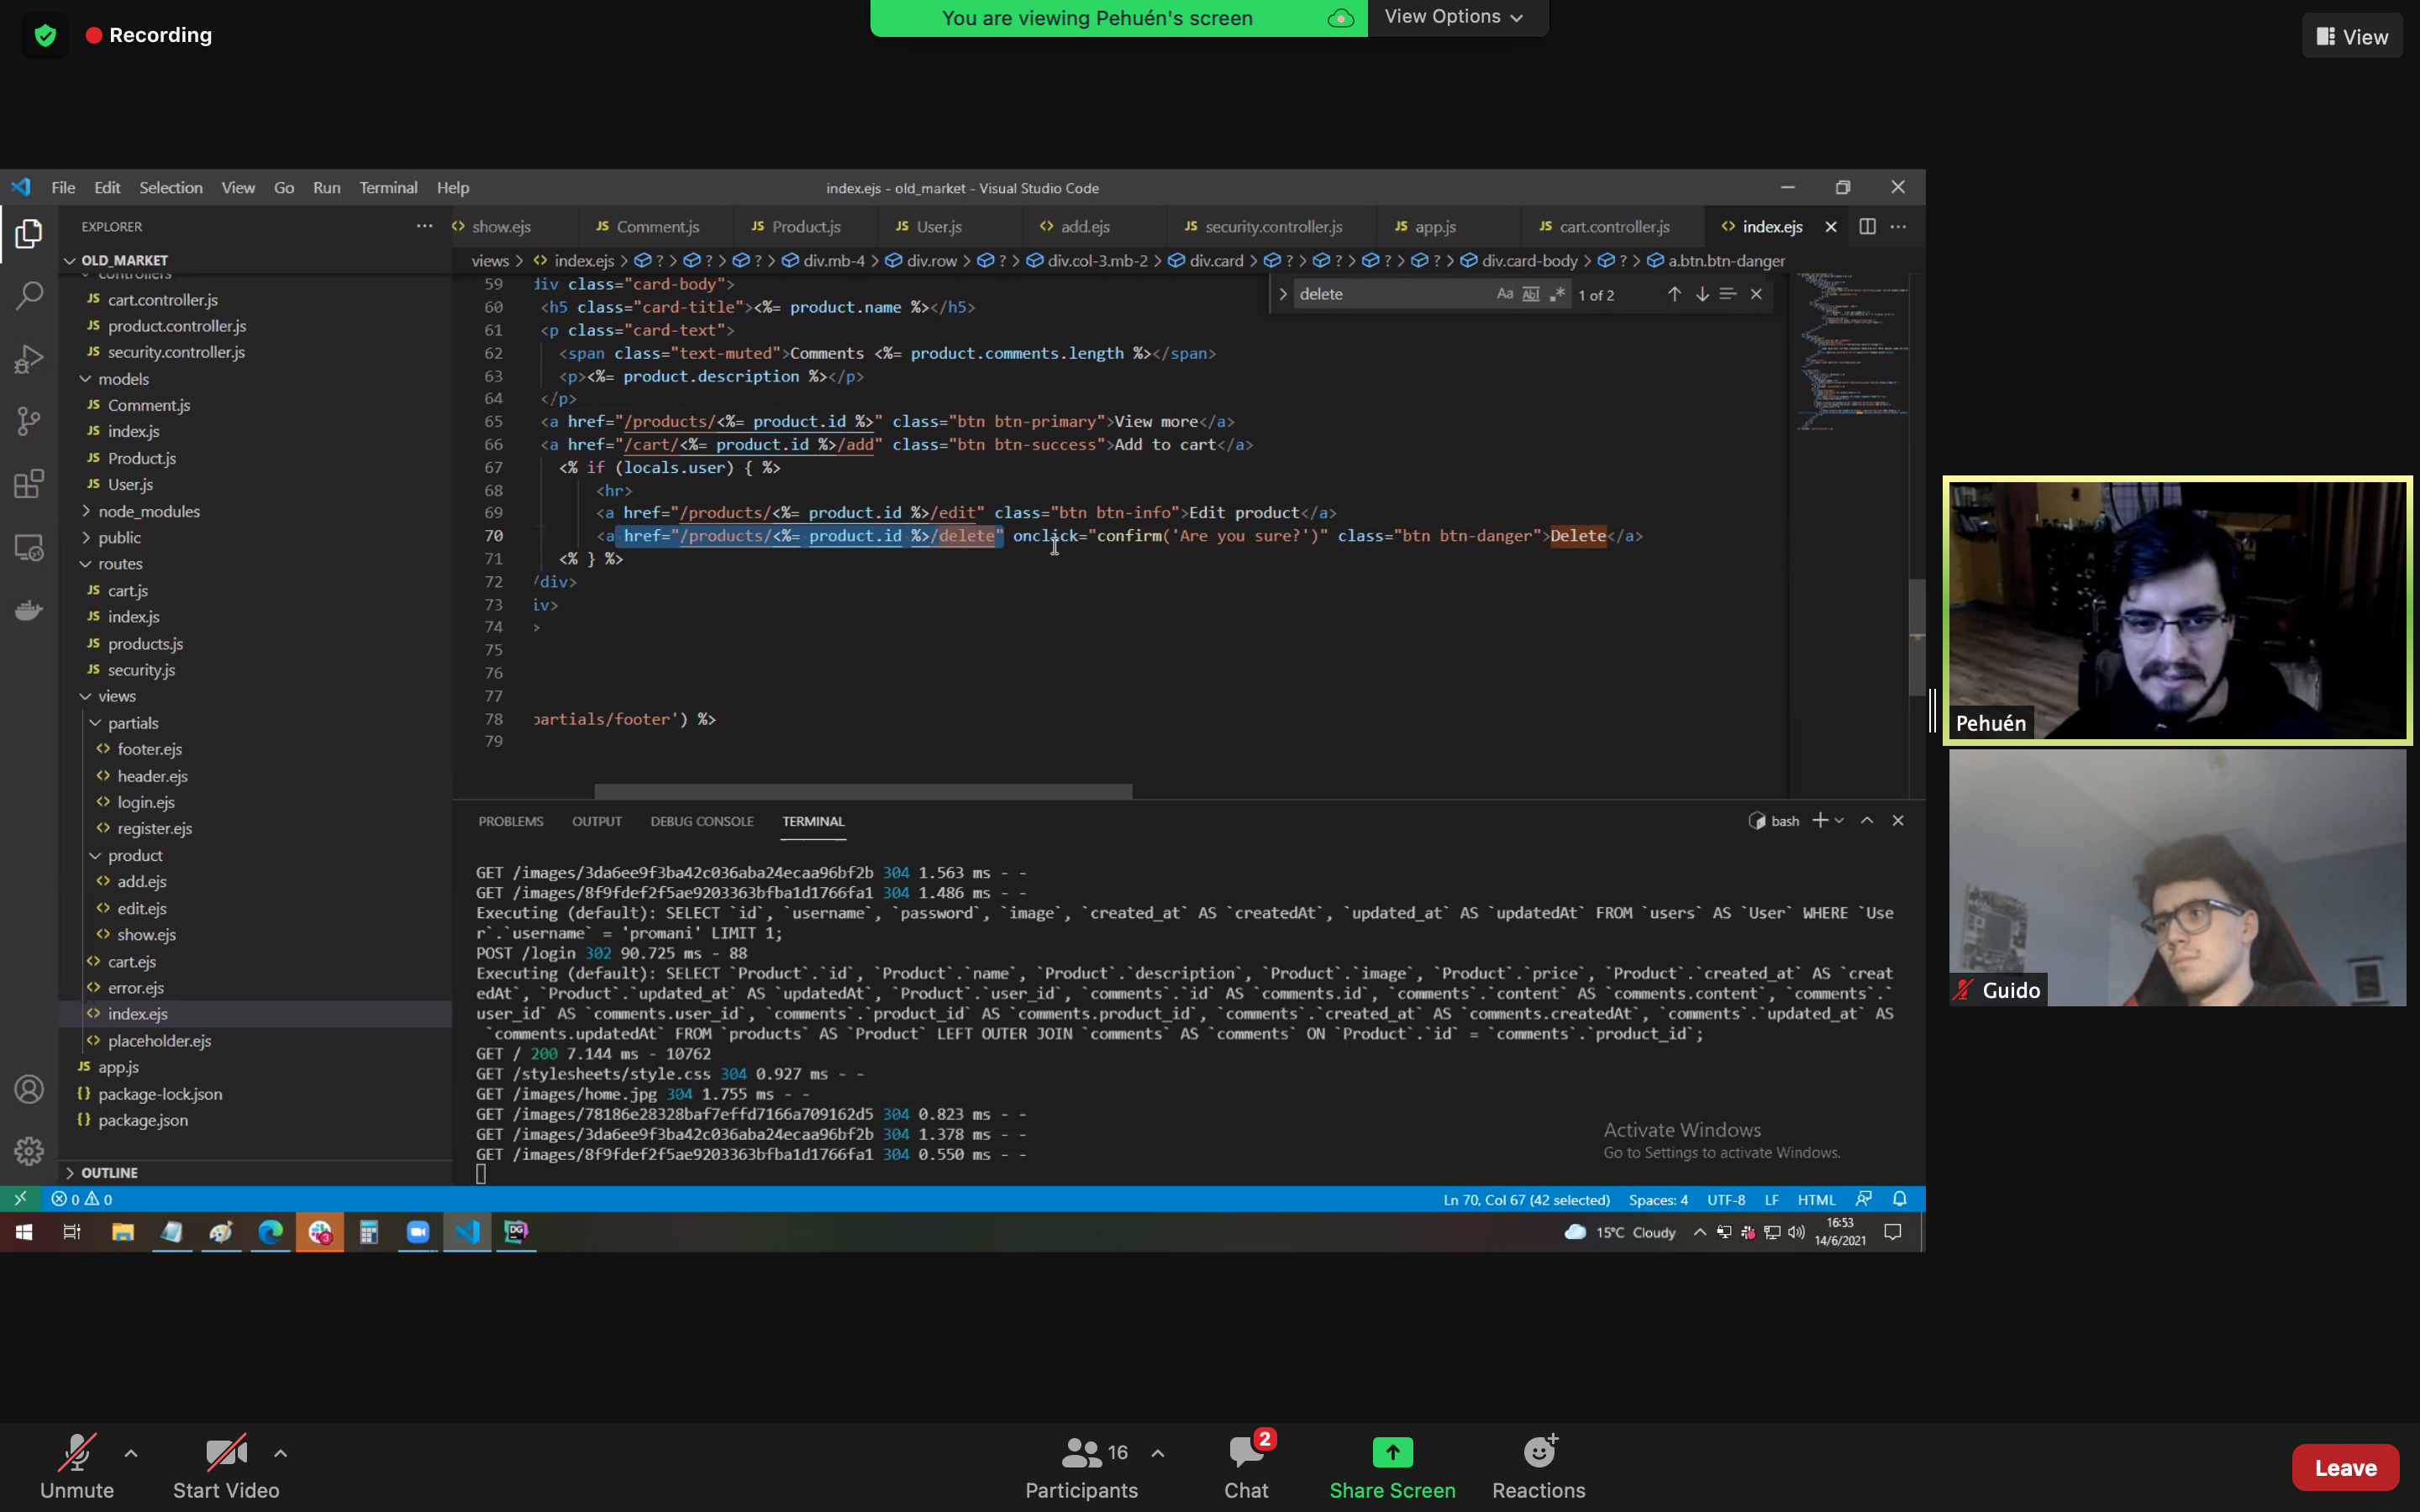 Recording
You are viewing Pehuén's screen
View Options
View
File Edit Selection View Go Run Terminal Help
index.ejs - old_market - Visual Studio Code
EXPLORER
show.ejs
JS Comment.js
JS Product.js
JS User.js
add.ejs
JS security.controller.js
JS app.js
JS cart.controller.js
index.ejs
OLD_MARKET
controllers
JS cart.controller.js
JS product.controller.js
JS security.controller.js
models
JS Comment.js
JS index.js
JS Product.js
JS User.js
node_modules
public
routes
JS cart.js
JS index.js
JS products.js
JS security.js
views
partials
footer.ejs
header.ejs
login.ejs
register.ejs
product
add.ejs
edit.ejs
show.ejs
cart.ejs
error.ejs
index.ejs
placeholder.ejs
JS app.js
{} package-lock.json
{} package.json
OUTLINE
views > index.ejs > ? > ? > ? > div.mb-4 > div.row > ? > div.col-3.mb-2 > div.card > ? > ? > ? > ? > div.card-body > ? > a.btn.btn-danger
delete
Aa Abl .* 1 of 2
59 div class="card-body">
60 <h5 class="card-title"><%= product.name %></h5>
61 <p class="card-text">
62 <span class="text-muted">Comments <%= product.comments.length %></span>
63 <p><%= product.description %></p>
64 </p>
65 <a href="/products/<%= product.id %>" class="btn btn-primary">View more</a>
66 <a href="/cart/<%= product.id %>/add" class="btn btn-success">Add to cart</a>
67 <% if (locals.user) { %>
68 <hr>
69 <a href="/products/<%= product.id %>/edit" class="btn btn-info">Edit product</a>
70 <a href="/products/<%= product.id %>/delete" onclick="confirm('Are you sure?')" class="btn btn-danger">Delete</a>
71 <% } %>
72 /div>
73 iv>
74 >
75
76
77
78 partials/footer') %>
79
PROBLEMS OUTPUT DEBUG CONSOLE TERMINAL
bash
GET /images/3da6ee9f3ba42c036aba24ecaa96bf2b 304 1.563 ms - -
GET /images/8f9fdef2f5ae9203363bfba1d1766fa1 304 1.486 ms - -
Executing (default): SELECT `id`, `username`, `password`, `image`, `created_at` AS `createdAt`, `updated_at` AS `updatedAt` FROM `users` AS `User` WHERE `Use
r`.`username` = 'promani' LIMIT 1;
POST /login 302 90.725 ms - 88
Executing (default): SELECT `Product`.`id`, `Product`.`name`, `Product`.`description`, `Product`.`image`, `Product`.`price`, `Product`.`created_at` AS `creat
edAt`, `Product`.`updated_at` AS `updatedAt`, `Product`.`user_id`, `comments`.`id` AS `comments.id`, `comments`.`content` AS `comments.content`, `comments`.`
user_id` AS `comments.user_id`, `comments`.`product_id` AS `comments.product_id`, `comments`.`created_at` AS `comments.createdAt`, `comments`.`updated_at` AS
`comments.updatedAt` FROM `products` AS `Product` LEFT OUTER JOIN `comments` AS `comments` ON `Product`.`id` = `comments`.`product_id`;
GET / 200 7.144 ms - 10762
GET /stylesheets/style.css 304 0.927 ms - -
GET /images/home.jpg 304 1.755 ms - -
GET /images/78186e28328baf7effd7166a709162d5 304 0.823 ms - -
GET /images/3da6ee9f3ba42c036aba24ecaa96bf2b 304 1.378 ms - -
GET /images/8f9fdef2f5ae9203363bfba1d1766fa1 304 0.550 ms - -
Activate Windows
Go to Settings to activate Windows.
0 0
Ln 70, Col 67 (42 selected) Spaces: 4 UTF-8 LF HTML
3
DG
15°C Cloudy
16:53
14/6/2021
Pehuén
Guido
Unmute
Start Video
16
Participants
2
Chat
Share Screen
Reactions
Leave